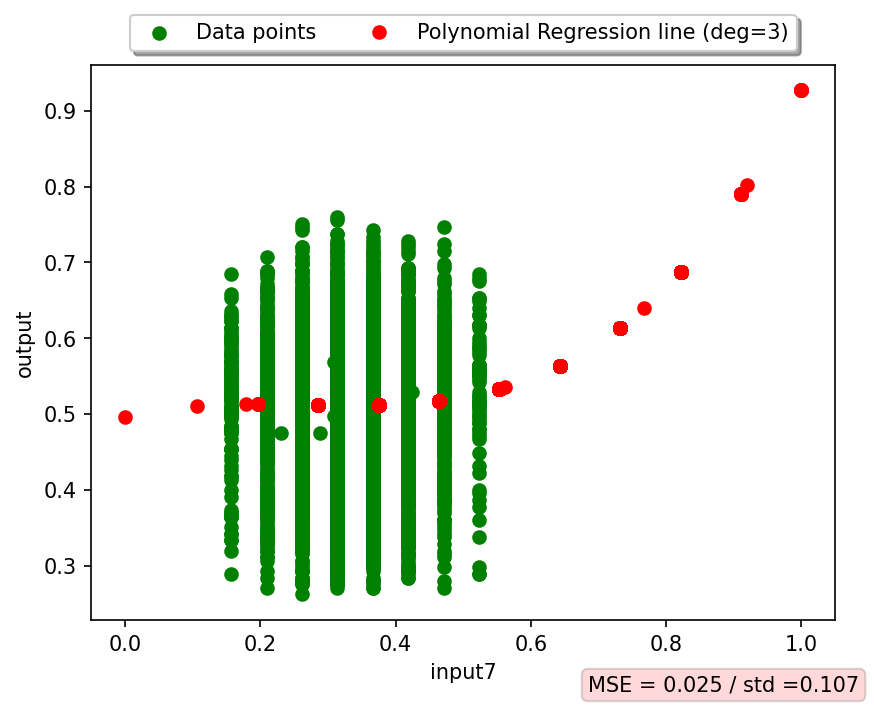 Data points
Polynomial Regression line (deg=3)
output
0.9
0.8
0.7
0.6
0.5
0.4
0.3
0.0 0.2 0.4 0.6 0.8 1.0
input7
MSE = 0.025 / std =0.107